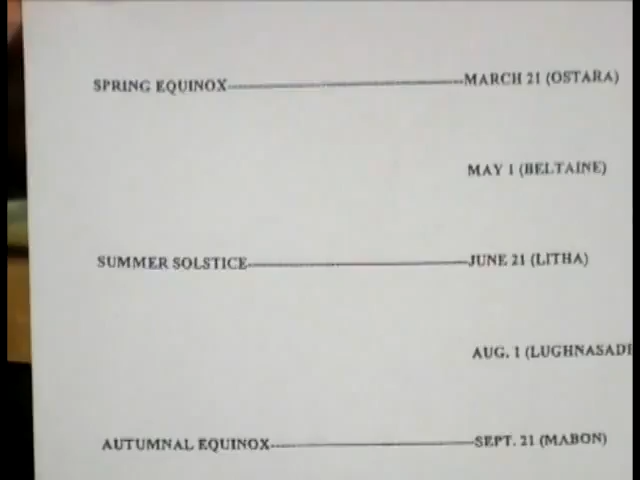 SPRING EQUINOX--------------------MARCH 21 (OSTARA)
MAY 1 (BELTAINE)
SUMMER SOLSTICE--------------------JUNE 21 (LITHA)
AUG. 1 (LUGHNASADH
AUTUMNAL EQUINOX--------------------SEPT. 21 (MABON)